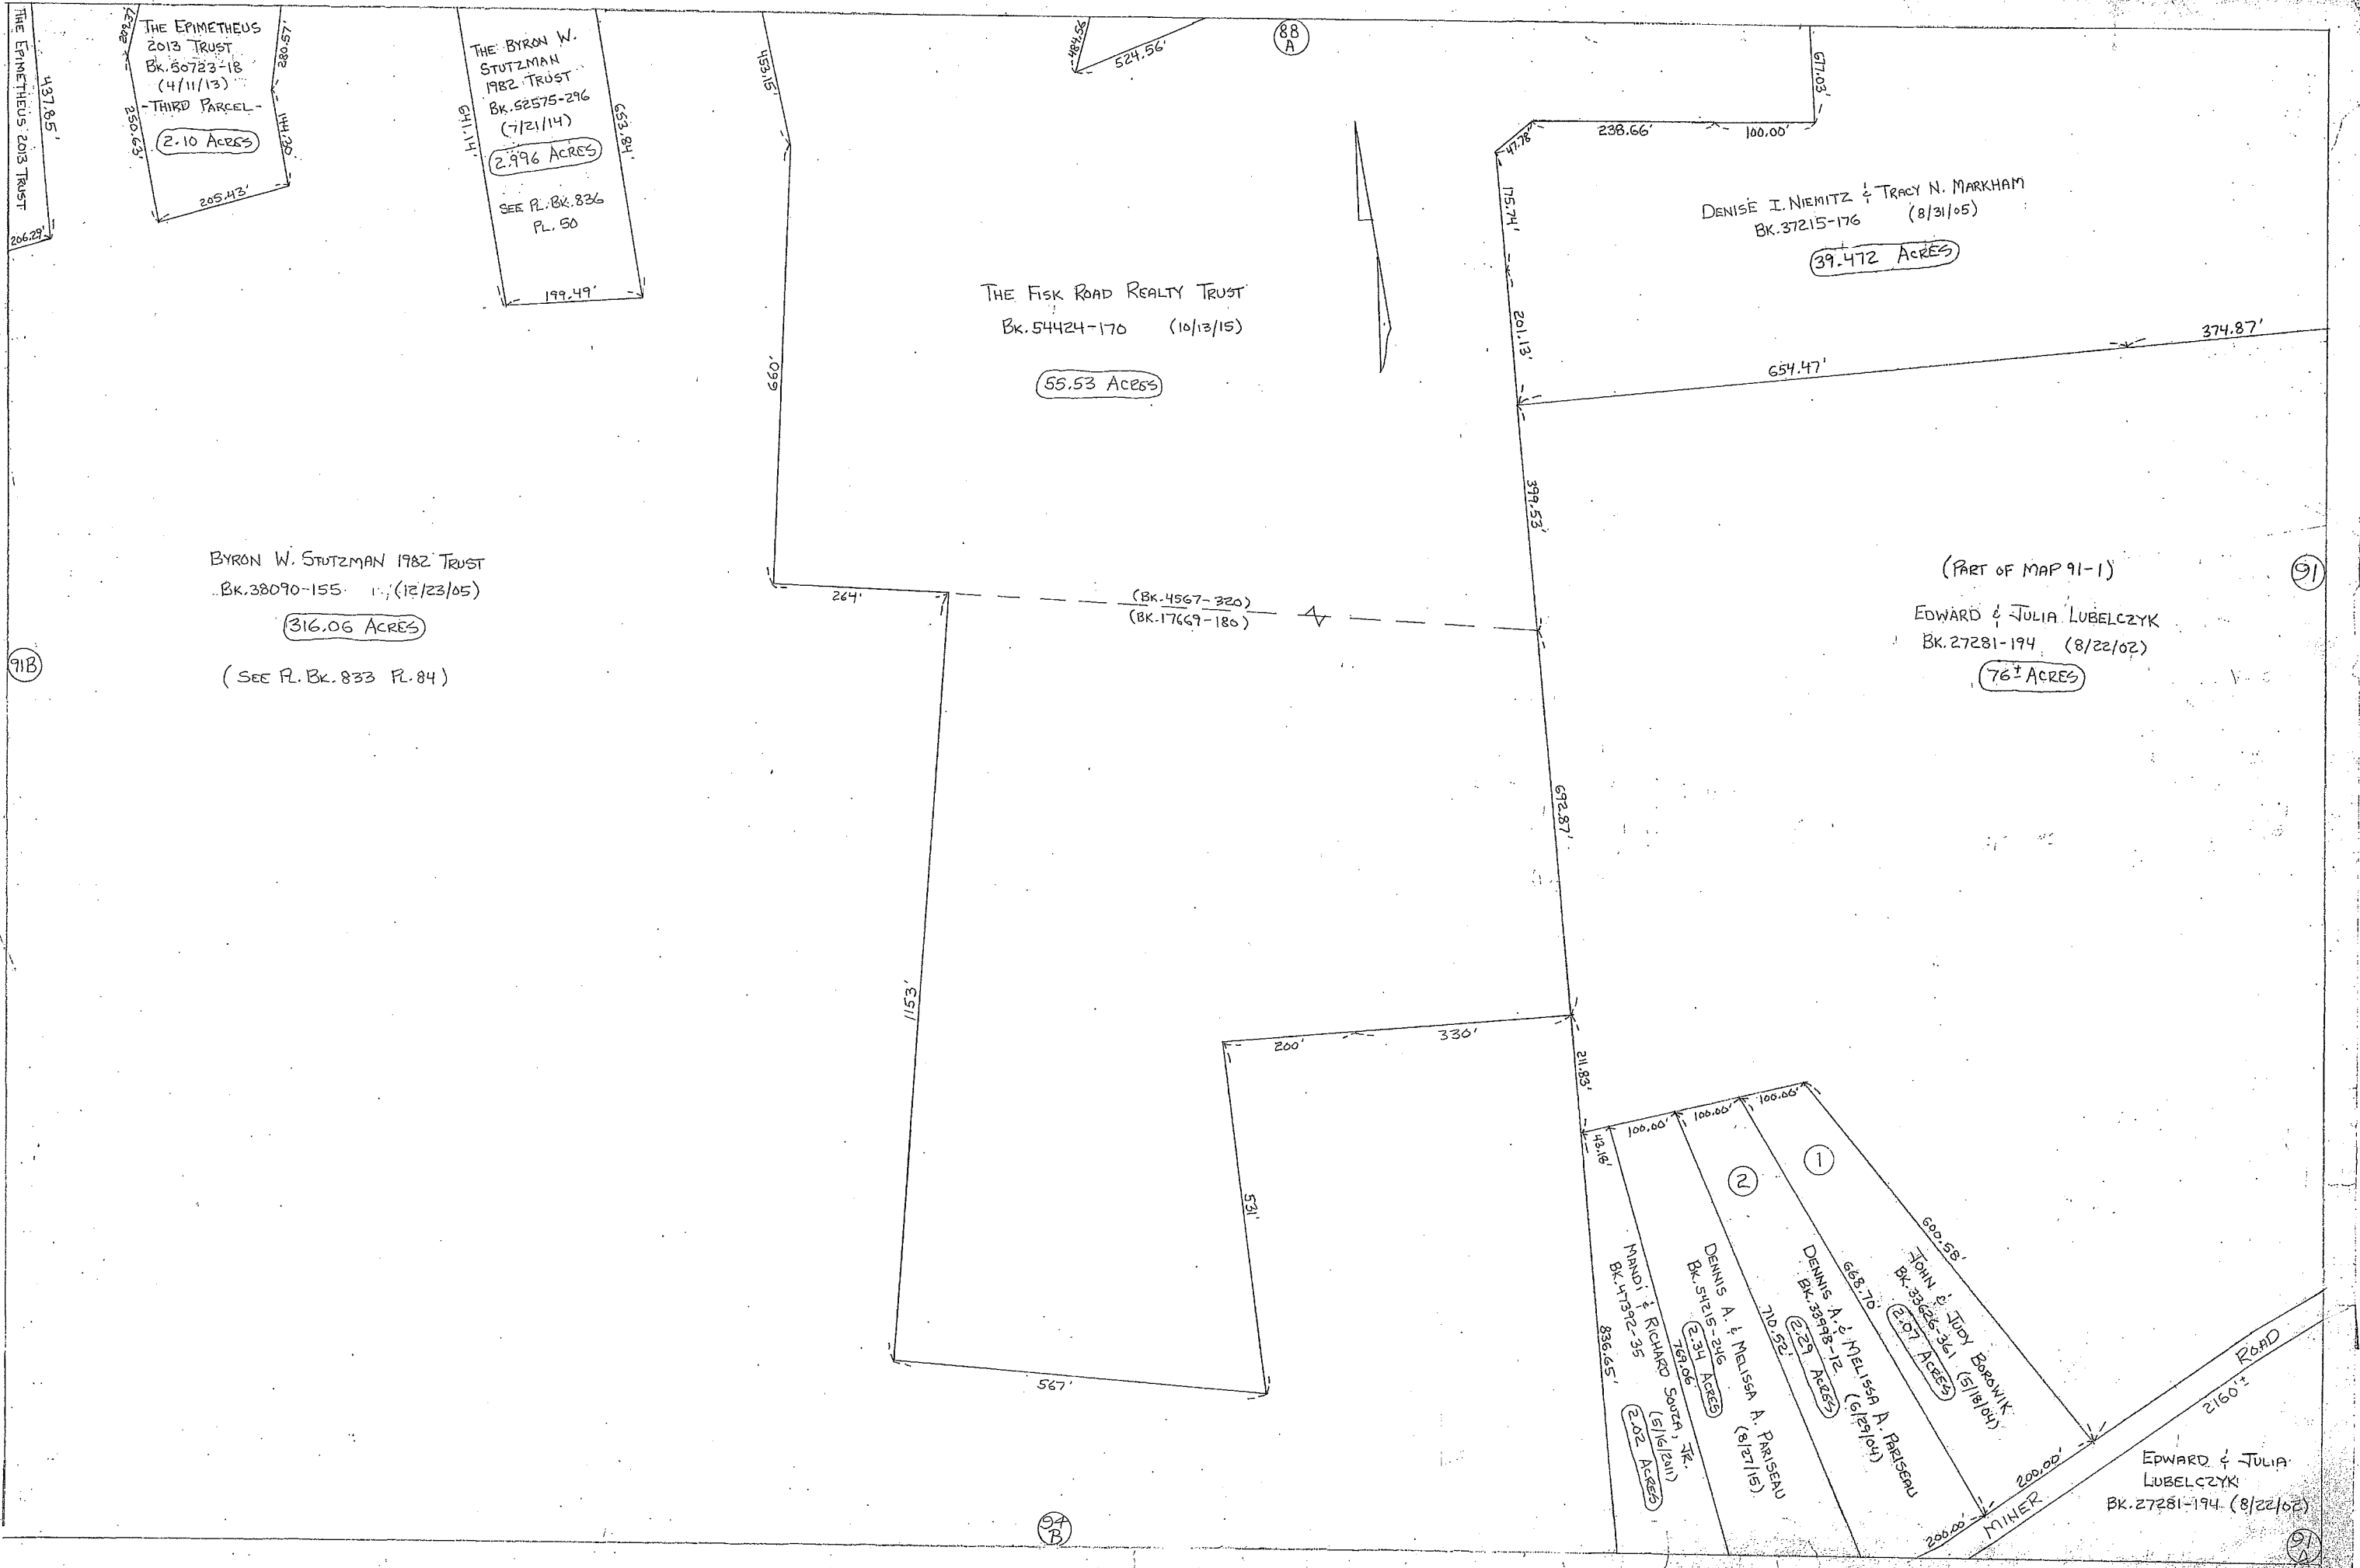 THE EPIMETHEUS 2013 TRUST
437.85'
206.29'
202.37
THE EPIMETHEUS
2013 TRUST
BK.50723-18
(4/11/13)
-THIRD PARCEL-
2.10 ACRES
280.57'
250.63'
144.20'
205.43'
THE BYRON W.
STUTZMAN
1982 TRUST
BK.52575-296
(7/21/14)
2.996 ACRES
SEE PL.BK.836
PL. 50
641.14'
653.84'
199.49'
453.15'
484.56'
524.56'
88
A
677.03'
47.78'
238.66'
100.00'
175.74'
DENISE I. NIEMITZ & TRACY N. MARKHAM
BK.37215-176 (8/31/05)
39.472 ACRES
THE FISK ROAD REALTY TRUST
BK.54424-170 (10/13/15)
55.53 ACRES
660'
201.13'
654.47'
374.87'
399.53'
BYRON W. STUTZMAN 1982 TRUST
BK.38090-155 (12/23/05)
316.06 ACRES
(SEE PL.BK.833 PL.84)
91B
264'
(BK.4567-320)
(BK.17669-180)
(PART OF MAP 91-1)
EDWARD & JULIA LUBELCZYK
BK.27281-194 (8/22/02)
76± ACRES
91
692.87'
1153'
200'
330'
211.83'
531'
567'
43.18'
100.00'
100.00'
100.00'
1
2
MANDI & RICHARD SOUZA, JR.
BK.47392-35 (5/16/2011)
2.02 ACRES
836.65'
769.06'
DENNIS A. & MELISSA A. PARISEAU
BK.54215-246 (8/27/15)
2.34 ACRES
710.52'
DENNIS A. & MELISSA A. PARISEAU
BK.33998-12 (6/29/04)
2.29 ACRES
668.70'
JOHN & JUDY BOROWIK
BK.33626-361 (5/18/04)
2.07 ACRES
600.58'
200.00'
200.00'
MINER ROAD
2160'±
EDWARD & JULIA
LUBELCZYK
BK.27281-194 (8/22/02)
94
B
91